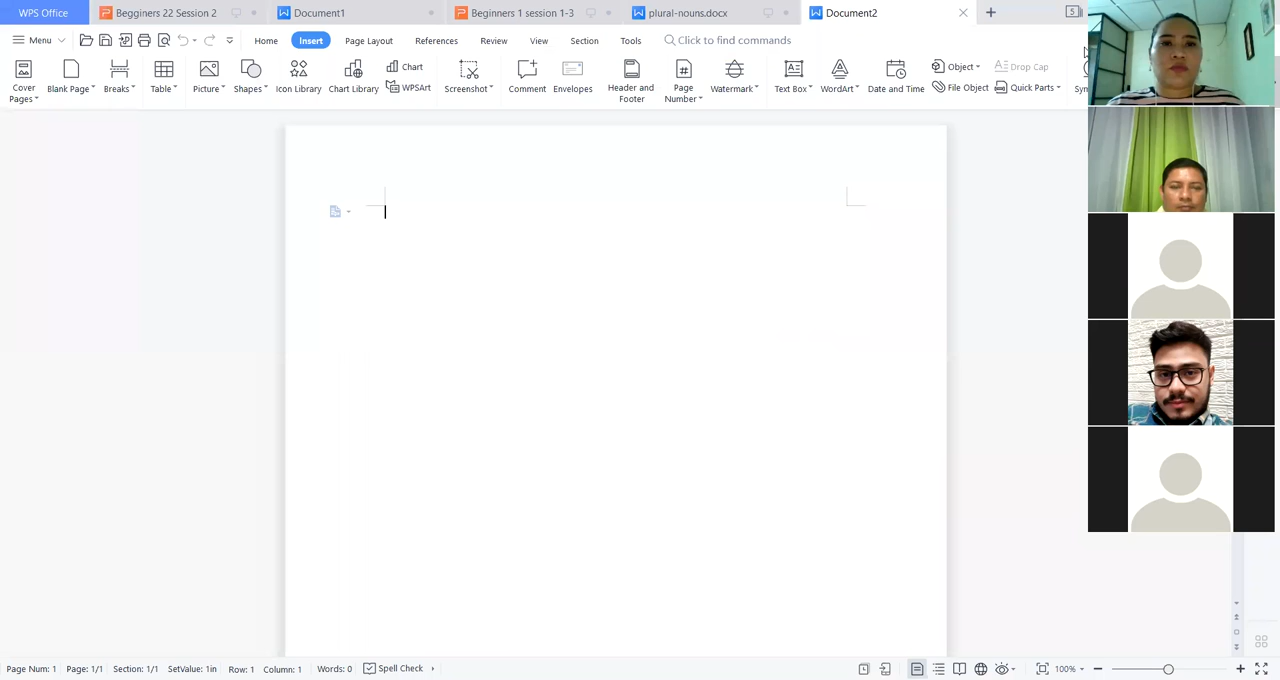 WPS Office Begginers 22 Session 2 Document1 Beginners 1 session 1-3 plural-nouns.docx Document2 5
Menu Home Insert Page Layout References Review View Section Tools Click to find commands
Chart Object Drop Cap
Cover Pages Blank Page Breaks Table Picture Shapes Icon Library Chart Library WPSArt Screenshot Comment Envelopes Header and Footer Page Number Watermark Text Box WordArt Date and Time File Object Quick Parts
Page Num: 1 Page: 1/1 Section: 1/1 SetValue: 1in Row: 1 Column: 1 Words: 0 Spell Check 100%